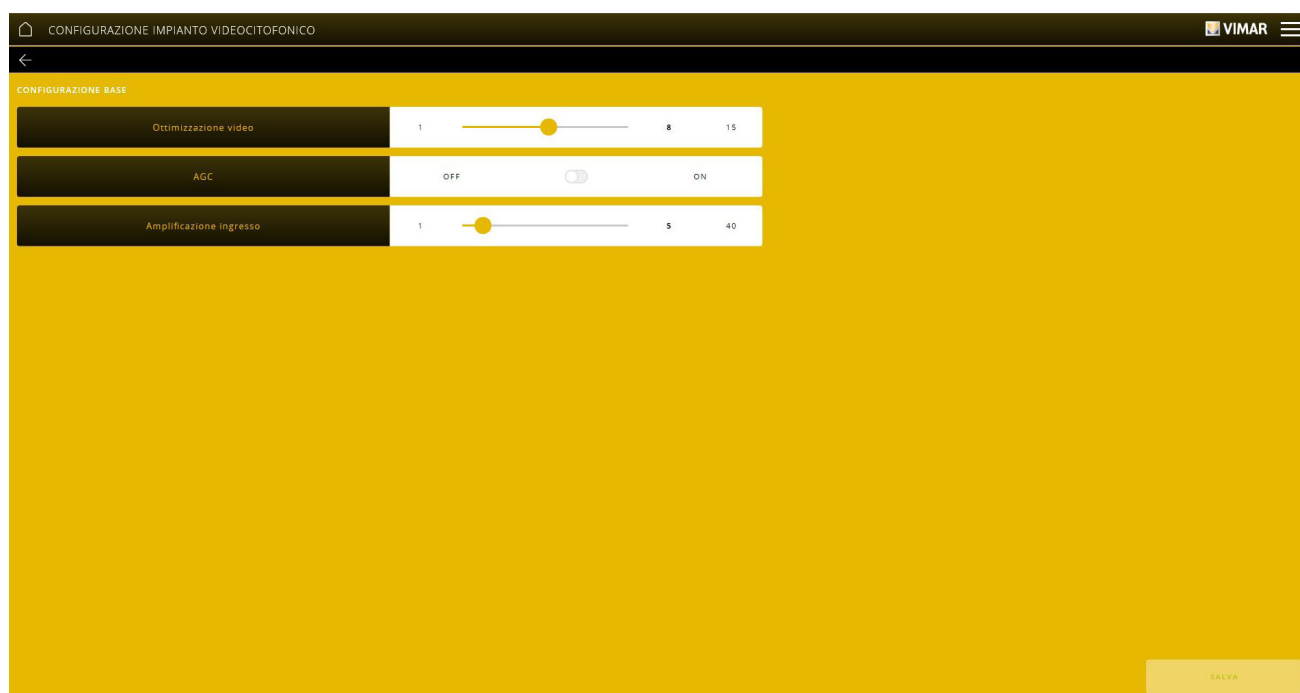 CONFIGURAZIONE IMPIANTO VIDEOCITOFONICO
VIMAR
CONFIGURAZIONE BASE
Ottimizzazione video 1 8 15
AGC OFF ON
Amplificazione ingresso 1 5 40
SALVA